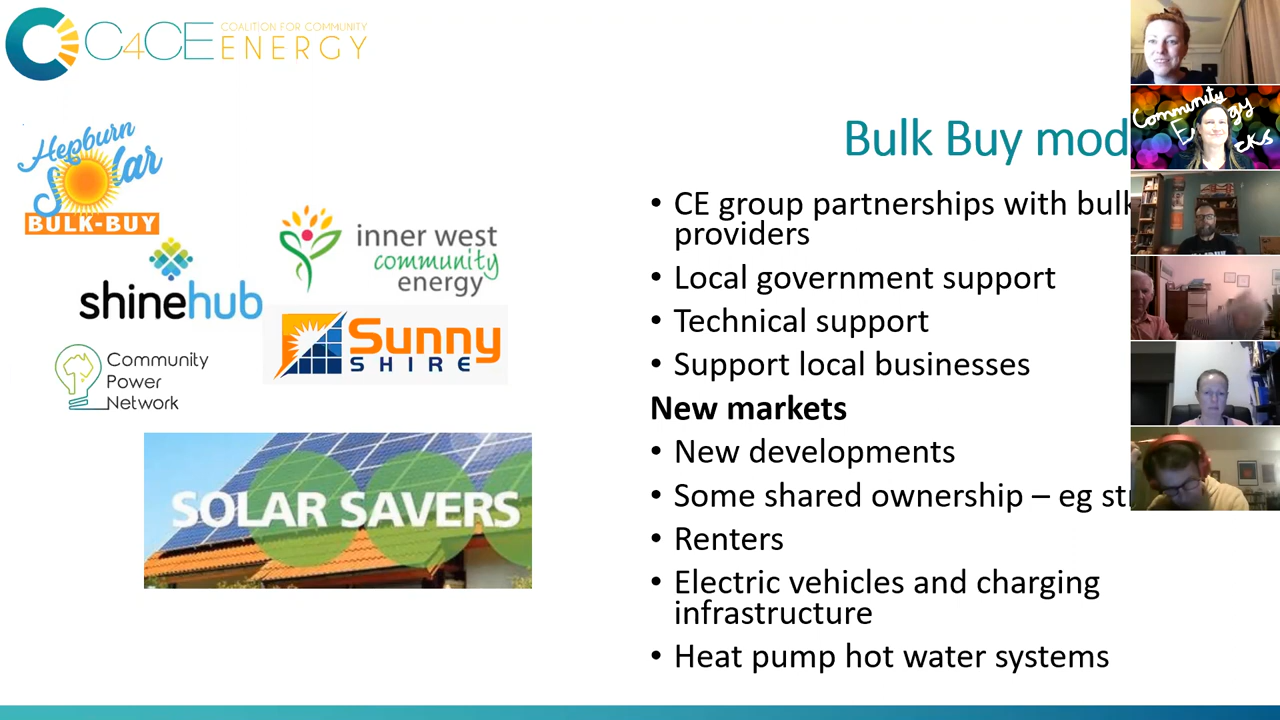 C4CE COALITION FOR COMMUNITY
ENERGY
Hepburn
Solar
BULK-BUY
shinehub
Community
Power
Network
inner west
community
energy
Sunny
SHIRE
SOLAR SAVERS
Bulk Buy mod
• CE group partnerships with bulk
providers
• Local government support
• Technical support
• Support local businesses
New markets
• New developments
• Some shared ownership – eg str
• Renters
• Electric vehicles and charging
infrastructure
• Heat pump hot water systems
Community
Energy